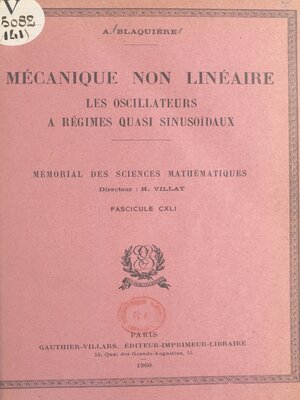 V
5082
(141)
A. BLAQUIÈRE
MÉCANIQUE NON LINÉAIRE
LES OSCILLATEURS
A RÉGIMES QUASI SINUSOÏDAUX
MÉMORIAL DES SCIENCES MATHÉMATIQUES
Directeur : H. VILLAT
FASCICULE CXLI
PARIS
GAUTHIER-VILLARS, ÉDITEUR-IMPRIMEUR-LIBRAIRE
55, Quai des Grands-Augustins, 55
1960